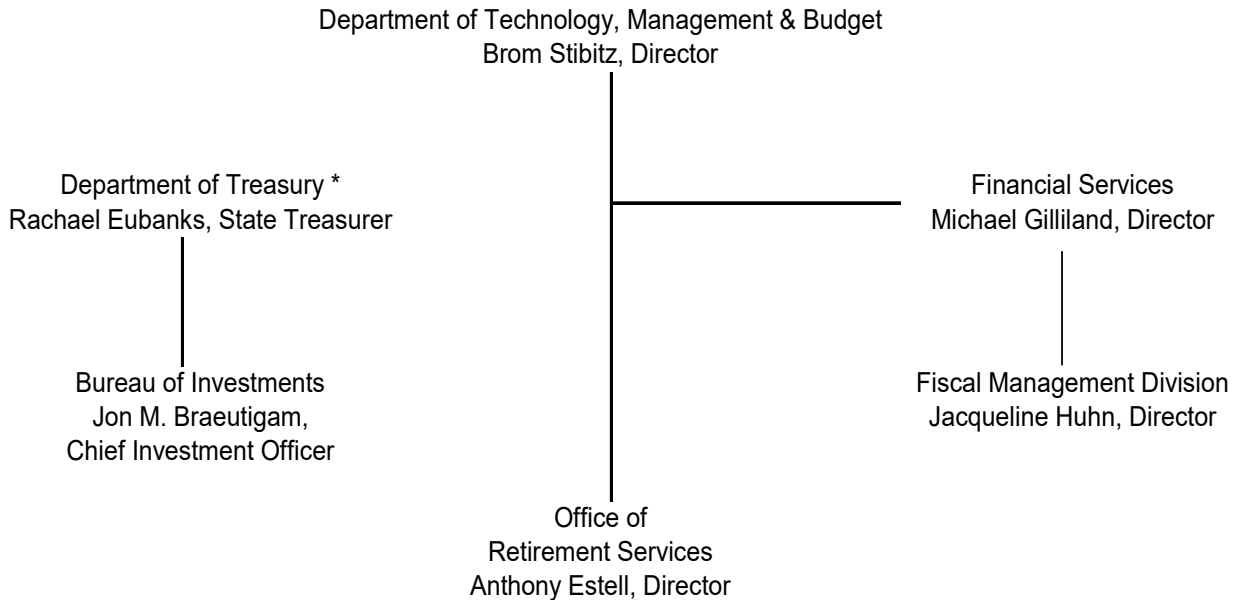 Department of Technology, Management & Budget
Brom Stibitz, Director
Department of Treasury *
Rachael Eubanks, State Treasurer
Financial Services
Michael Gilliland, Director
Bureau of Investments
Jon M. Braeutigam,
Chief Investment Officer
Fiscal Management Division
Jacqueline Huhn, Director
Office of
Retirement Services
Anthony Estell, Director